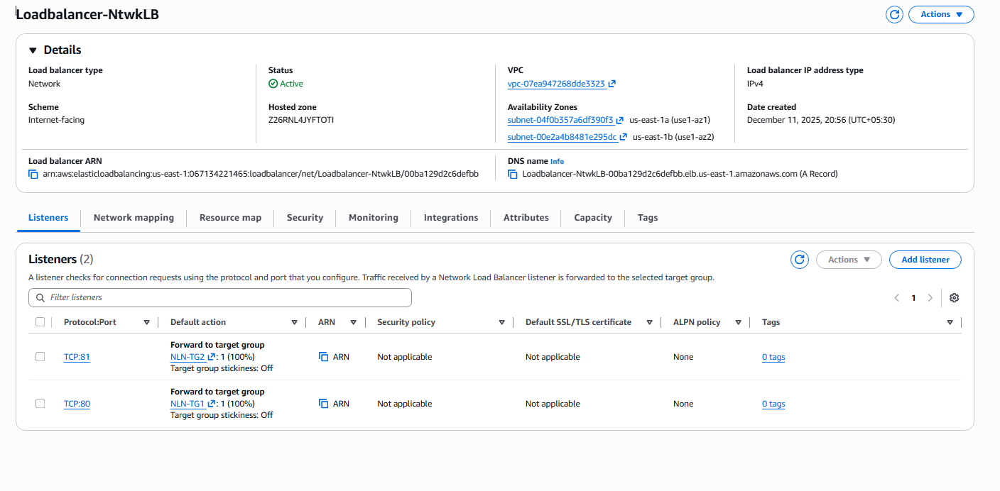 Loadbalancer-NtwkLB
Actions
Details
Load balancer type
Network
Status
Active
VPC
vpc-07ea947268dde3323
Load balancer IP address type
IPv4
Scheme
Internet-facing
Hosted zone
Z26RNL4JYFTOTI
Availability Zones
subnet-04f0b357a6df390f3 us-east-1a (use1-az1)
subnet-00e2a4b8481e295dc us-east-1b (use1-az2)
Date created
December 11, 2025, 20:56 (UTC+05:30)
Load balancer ARN
arn:aws:elasticloadbalancing:us-east-1:067134221465:loadbalancer/net/Loadbalancer-NtwkLB/00ba129d2c6defbb
DNS name Info
Loadbalancer-NtwkLB-00ba129d2c6defbb.elb.us-east-1.amazonaws.com (A Record)
Listeners Network mapping Resource map Security Monitoring Integrations Attributes Capacity Tags
Listeners (2)
Actions Add listener
A listener checks for connection requests using the protocol and port that you configure. Traffic received by a Network Load Balancer listener is forwarded to the selected target group.
Filter listeners
1
Protocol:Port Default action ARN Security policy Default SSL/TLS certificate ALPN policy Tags
Forward to target group
TCP:81 NLN-TG2 : 1 (100%) ARN Not applicable Not applicable None 0 tags
Target group stickiness: Off
Forward to target group
TCP:80 NLN-TG1 : 1 (100%) ARN Not applicable Not applicable None 0 tags
Target group stickiness: Off